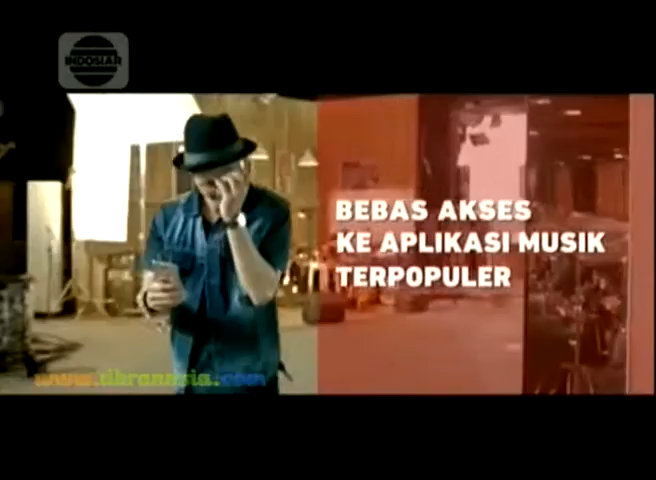 INDOSIAR
BEBAS AKSES
KE APLIKASI MUSIK
TERPOPULER